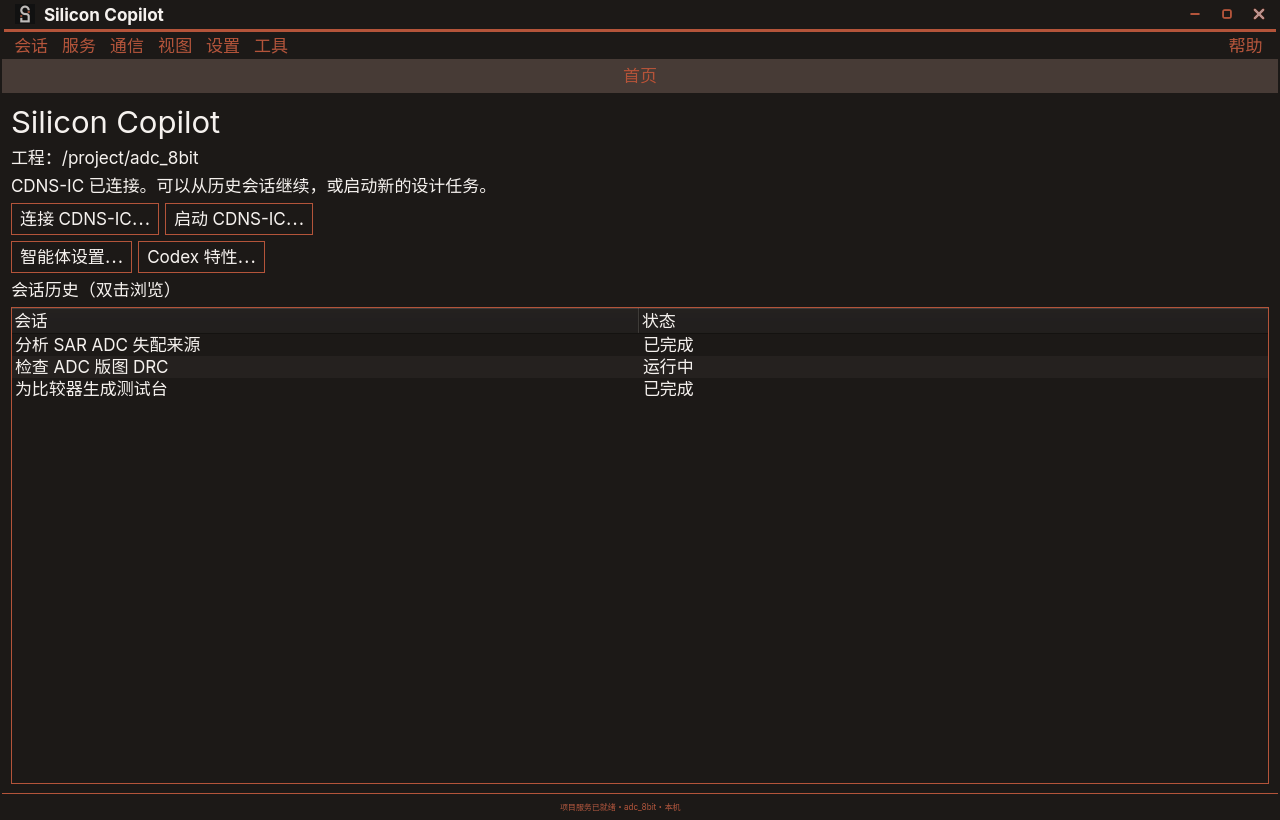 Silicon Copilot
会话 服务 通信 视图 设置 工具 帮助
首页
Silicon Copilot
工程：/project/adc_8bit
CDNS-IC 已连接。可以从历史会话继续，或启动新的设计任务。
连接 CDNS-IC... 启动 CDNS-IC...
智能体设置... Codex 特性...
会话历史（双击浏览）
会话 状态
分析 SAR ADC 失配来源 已完成
检查 ADC 版图 DRC 运行中
为比较器生成测试台 已完成
项目服务已就绪 • adc_8bit • 本机